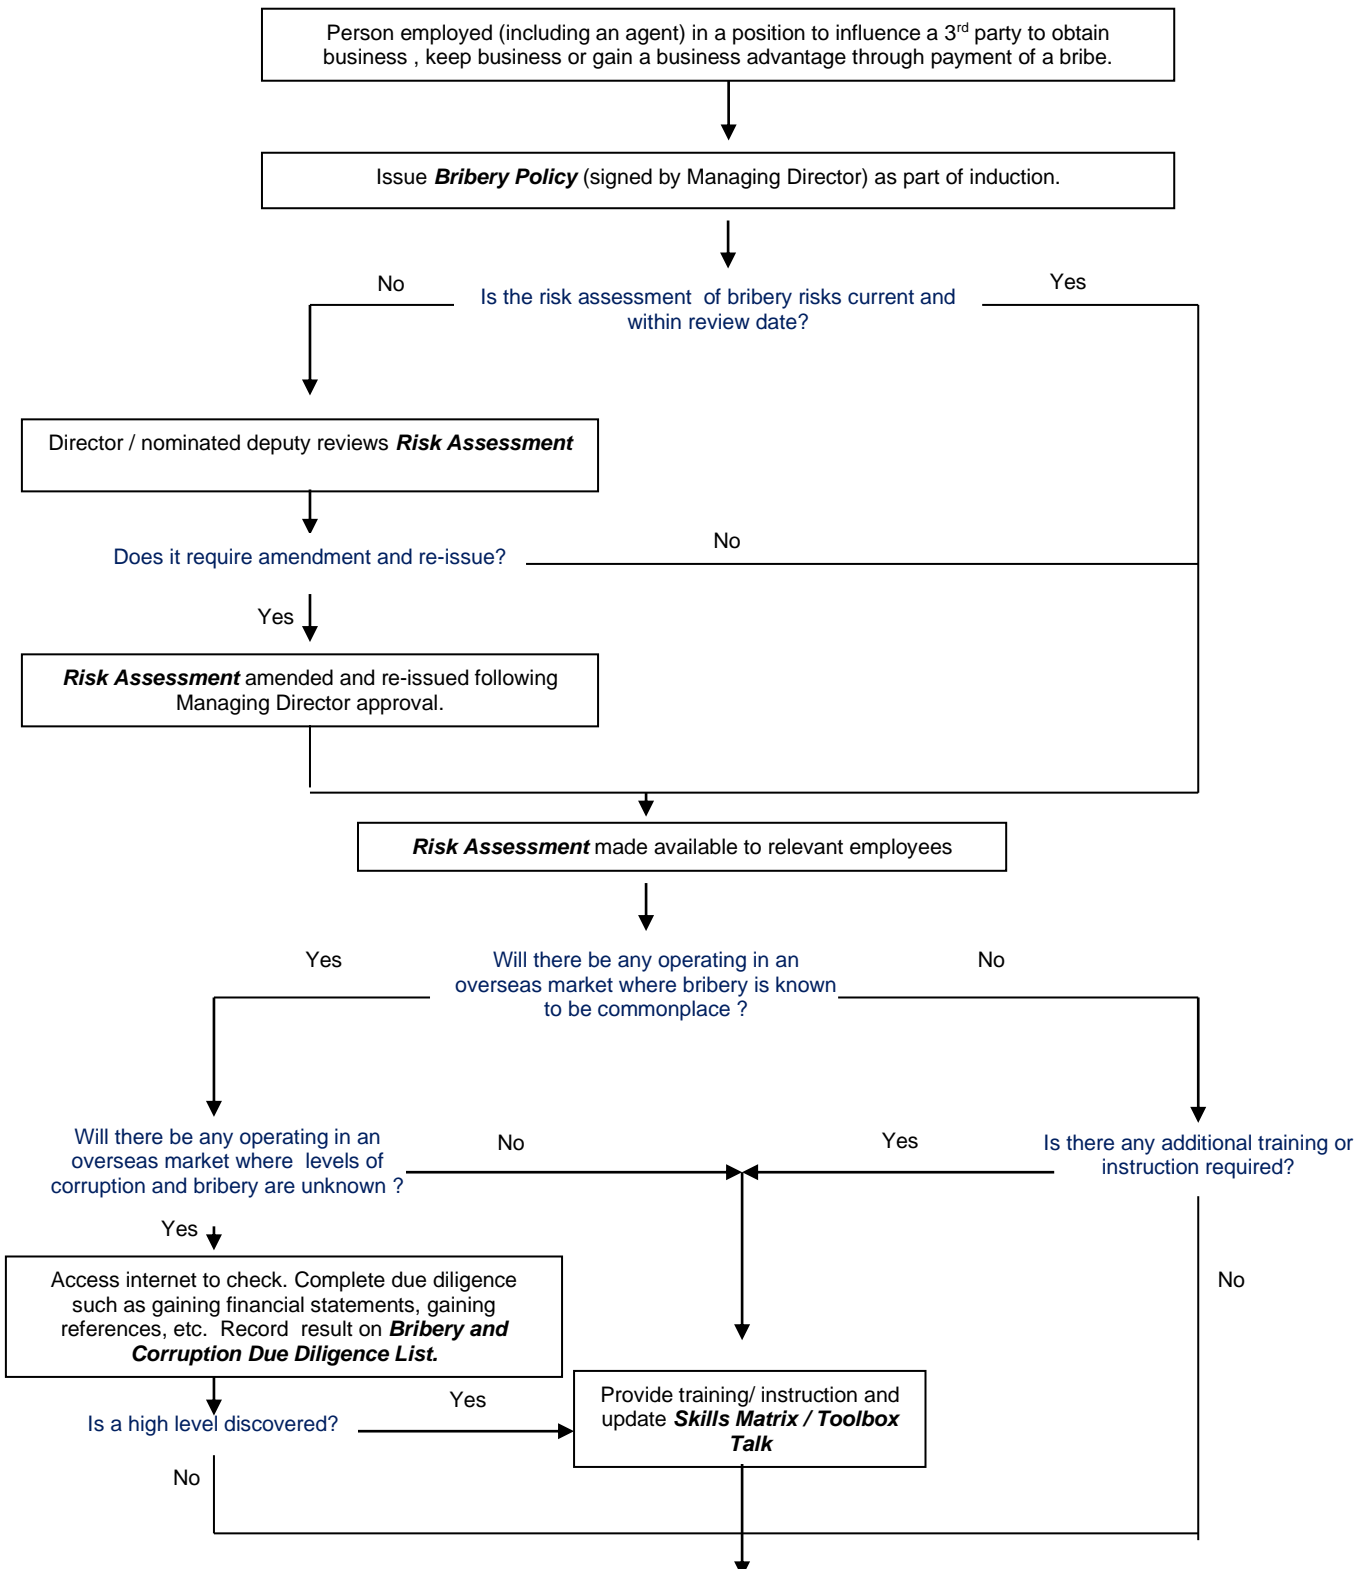 Person employed (including an agent) in a position to influence a 3rd party to obtain
business , keep business or gain a business advantage through payment of a bribe.
Issue Bribery Policy (signed by Managing Director) as part of induction.
No
Is the risk assessment of bribery risks current and
within review date?
Yes
Director / nominated deputy reviews Risk Assessment
Does it require amendment and re-issue?
No
Yes
Risk Assessment amended and re-issued following
Managing Director approval.
Risk Assessment made available to relevant employees
Yes
Will there be any operating in an
overseas market where bribery is known
to be commonplace ?
No
Will there be any operating in an
overseas market where levels of
corruption and bribery are unknown ?
No
Yes
Is there any additional training or
instruction required?
Yes
Access internet to check. Complete due diligence
such as gaining financial statements, gaining
references, etc. Record result on Bribery and
Corruption Due Diligence List.
No
Is a high level discovered?
Yes
Provide training/ instruction and
update Skills Matrix / Toolbox
Talk
No